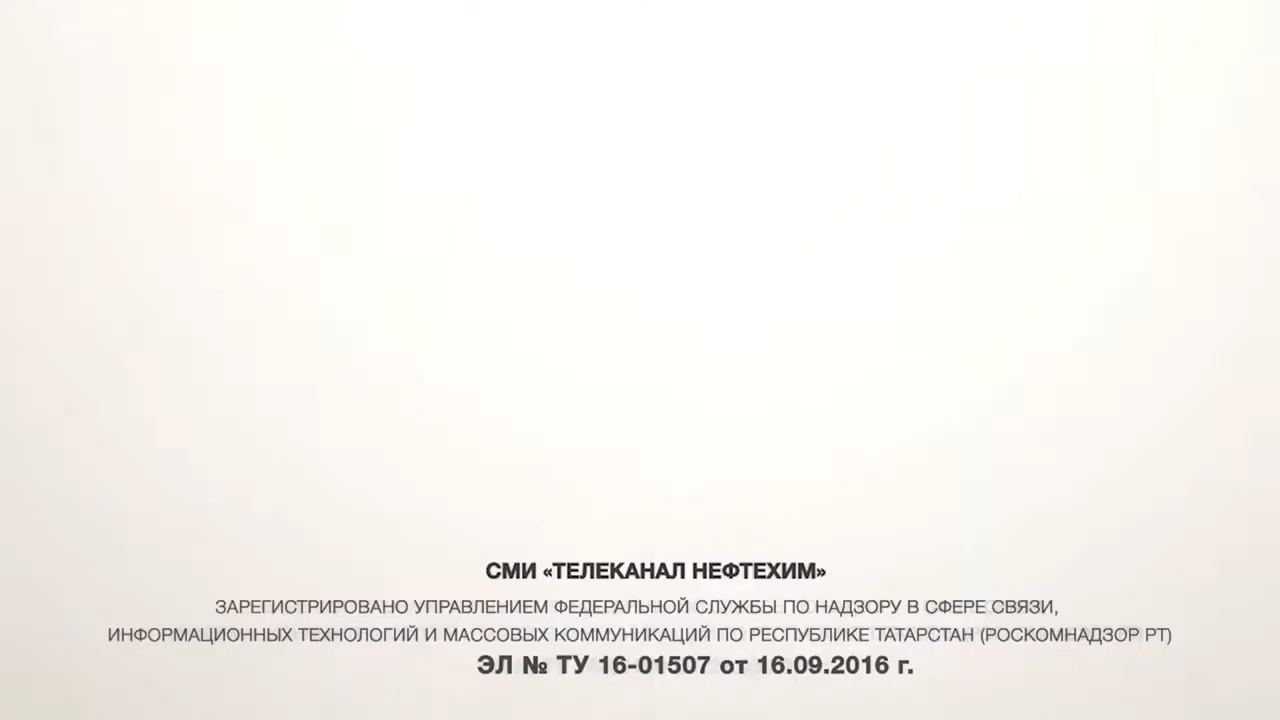 СМИ «ТЕЛЕКАНАЛ НЕФТЕХИМ»
ЗАРЕГИСТРИРОВАНО УПРАВЛЕНИЕМ ФЕДЕРАЛЬНОЙ СЛУЖБЫ ПО НАДЗОРУ В СФЕРЕ СВЯЗИ,
ИНФОРМАЦИОННЫХ ТЕХНОЛОГИЙ И МАССОВЫХ КОММУНИКАЦИЙ ПО РЕСПУБЛИКЕ ТАТАРСТАН (РОСКОМНАДЗОР РТ)
ЭЛ № ТУ 16-01507 от 16.09.2016 г.